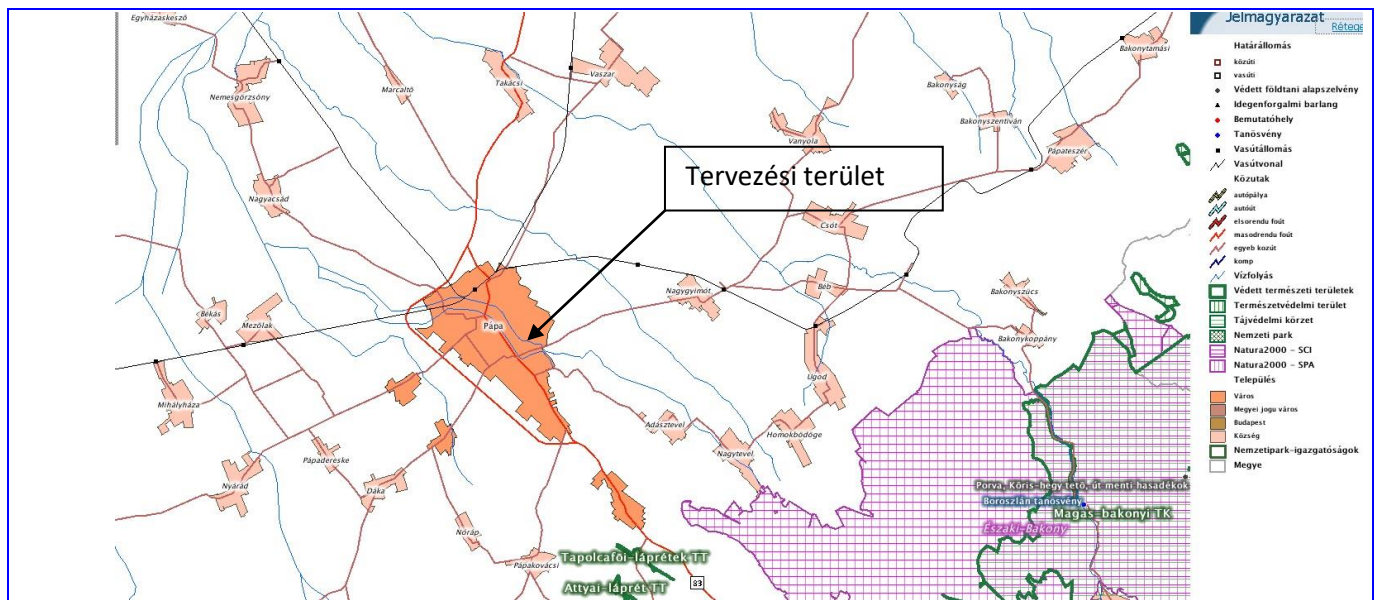 Egyházaskesző
Nemesgörzsöny
Marcaltő
Takácsi
Vaszar
Bakonyság
Bakonytamási
Bakonyszentiván
Vanyola
Pápateszér
Tervezési terület
Nagyacsád
Csót
Nagygyimót
Béb
Bakonyszücs
Békás
Mezőlak
Pápa
Bakonykoppány
Ugod
Mihályháza
Adásztevel
Homokbödöge
Nagytevel
Pápadereske
Nyárád
Dáka
Porva, Kőris-hegy tető, út menti hasadékok
Boroszlán tanösvény
Magas-bakonyi TK
Északi-Bakony
Nóráp
Pápakovácsi
Tapolcafői-láprétek TT
Attyai-láprét TT
83
Jelmagyarázat
Rétege
Határállomás
közúti
vasúti
Védett földtani alapszelvény
Idegenforgalmi barlang
Bemutatóhely
Tanösvény
Vasútállomás
Vasútvonal
Közutak
autópálya
autóút
elsorendu foút
masodrendu foút
egyeb kozút
komp
Vízfolyás
Védett természeti területek
Természetvédelmi terület
Tájvédelmi körzet
Nemzeti park
Natura2000 - SCI
Natura2000 - SPA
Település
Város
Megyei jogu város
Budapest
Község
Nemzetipark-igazgatóságok
Megye